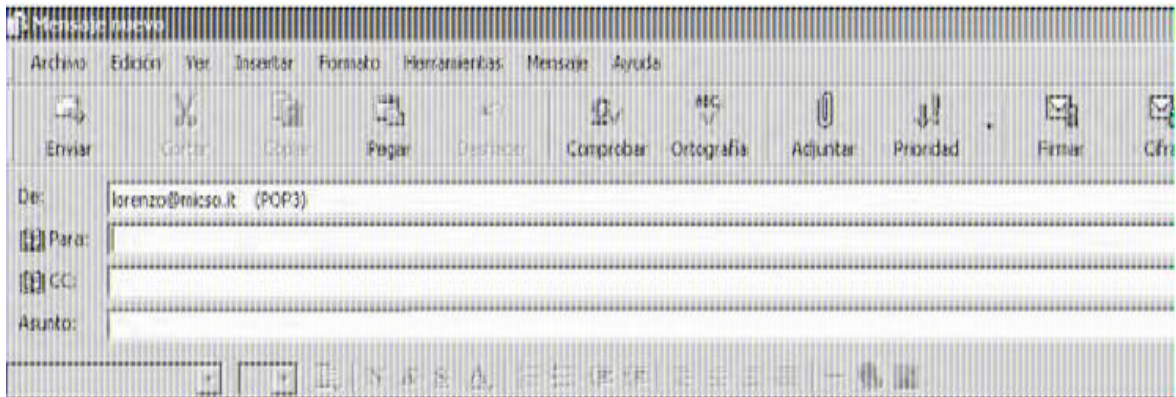 Mensaje nuevo
Archivo Edición Ver Insertar Formato Herramientas Mensaje Ayuda
Enviar Cortar Copiar Pegar Deshacer Comprobar Ortografía Adjuntar Prioridad Firmar Cifra
De: lorenzo@micso.it (POP3)
Para:
CC:
Asunto: